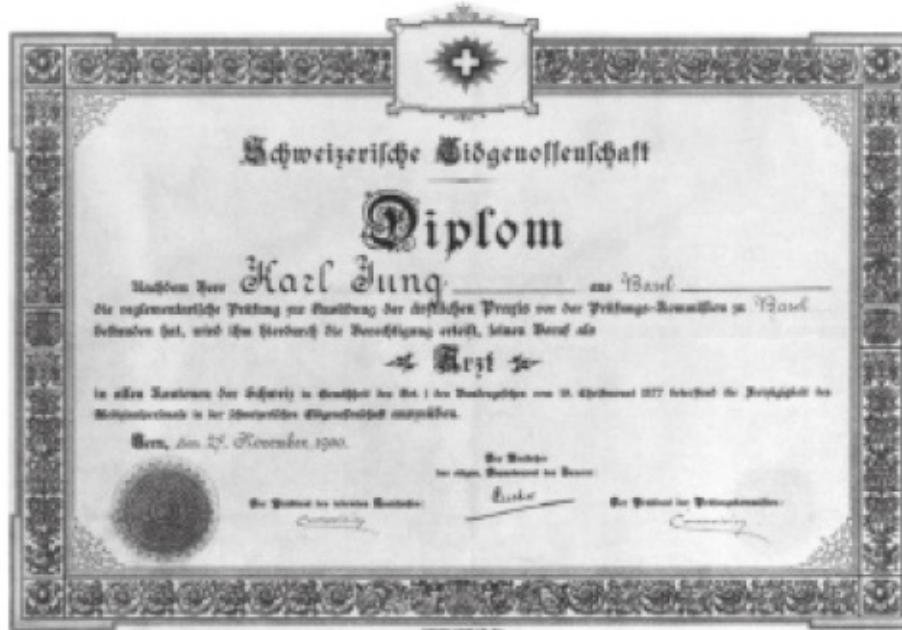 Schweizerische Eidgenossenschaft
Diplom
Nachdem Herr Karl Jung aus Basel
die reglementarische Prüfung zur Ausübung der ärztlichen Praxis vor der Prüfungs-Kommission zu Basel
bestanden hat, wird ihm hierdurch die Berechtigung erteilt, seinen Beruf als
Arzt
in allen Kantonen der Schweiz in Gemäßheit des Art. 1 des Bundesgesetzes vom 19. Christmonat 1877 betreffend die Freizügigkeit des
Medizinalpersonals in der schweizerischen Eidgenossenschaft auszuüben.
Bern, den November 1900.
Der Vorsteher
des eidgen. Departement des Innern:
Der Präsident des leitenden Ausschusses:
Der Präsident der Prüfungskommission: